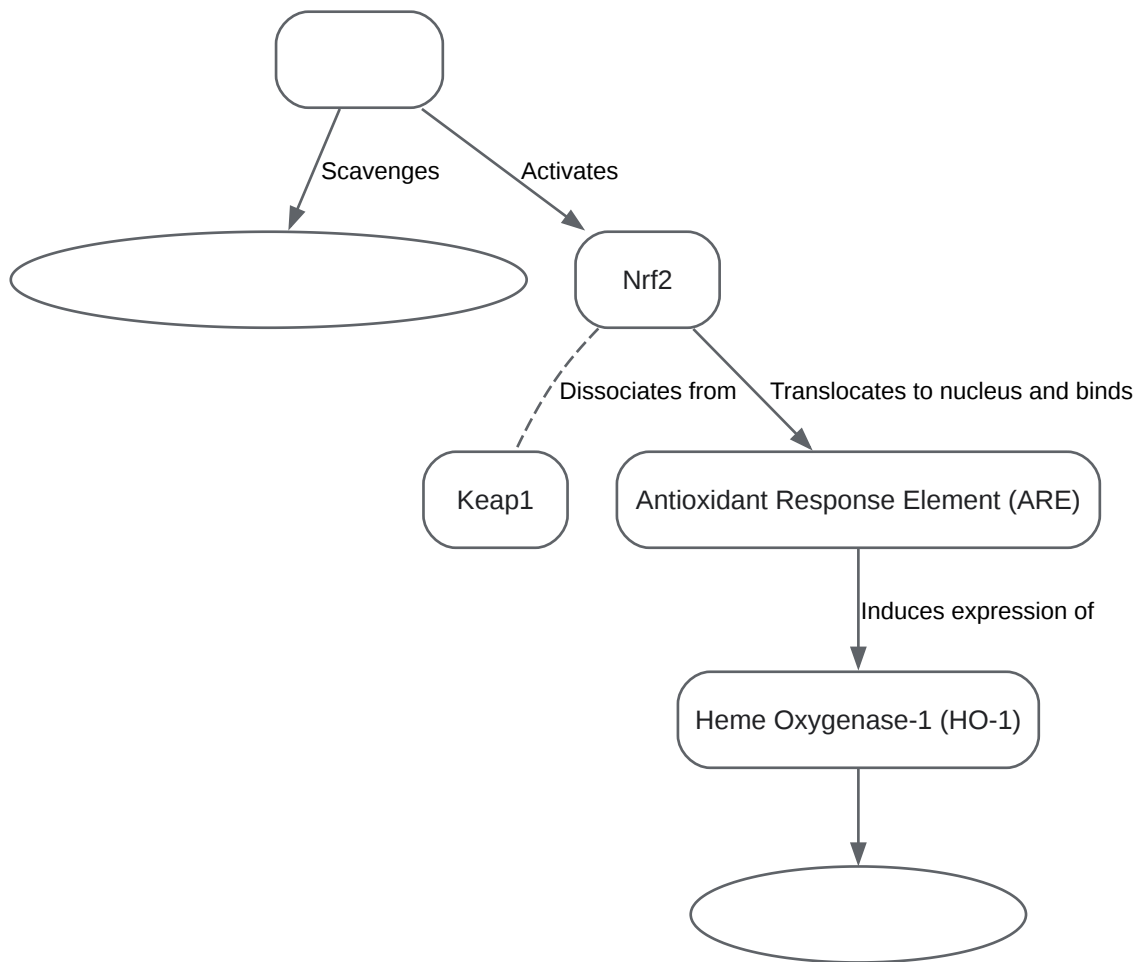 Scavenges
Activates
Nrf2
Dissociates from
Translocates to nucleus and binds
Keap1
Antioxidant Response Element (ARE)
Induces expression of
Heme Oxygenase-1 (HO-1)